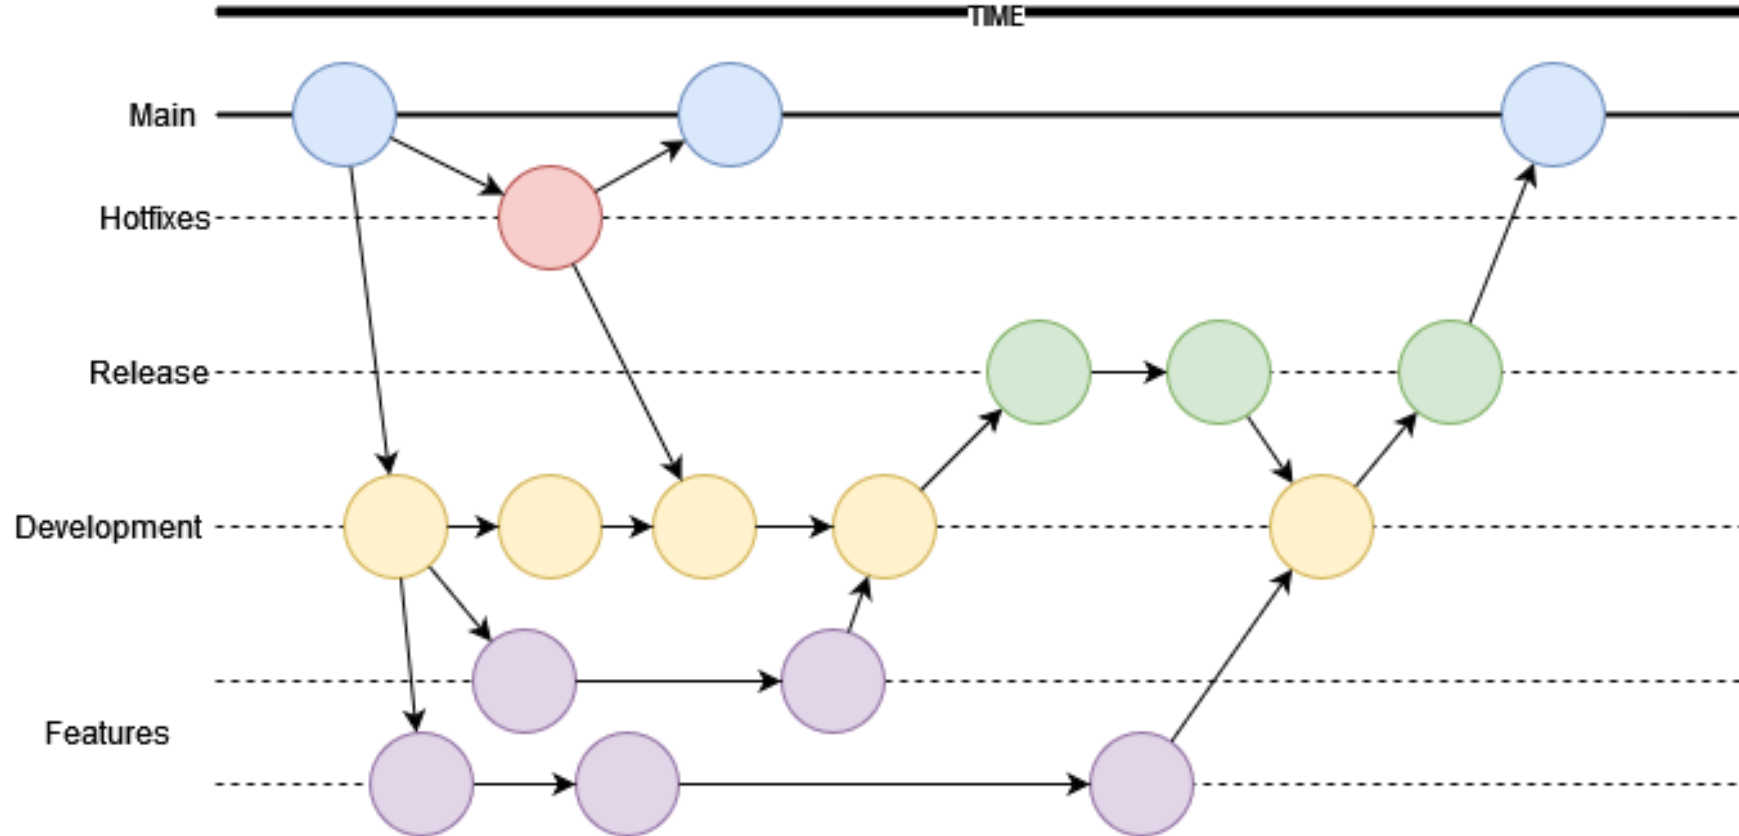 TIME
Main
Hotfixes
Release
Development
Features